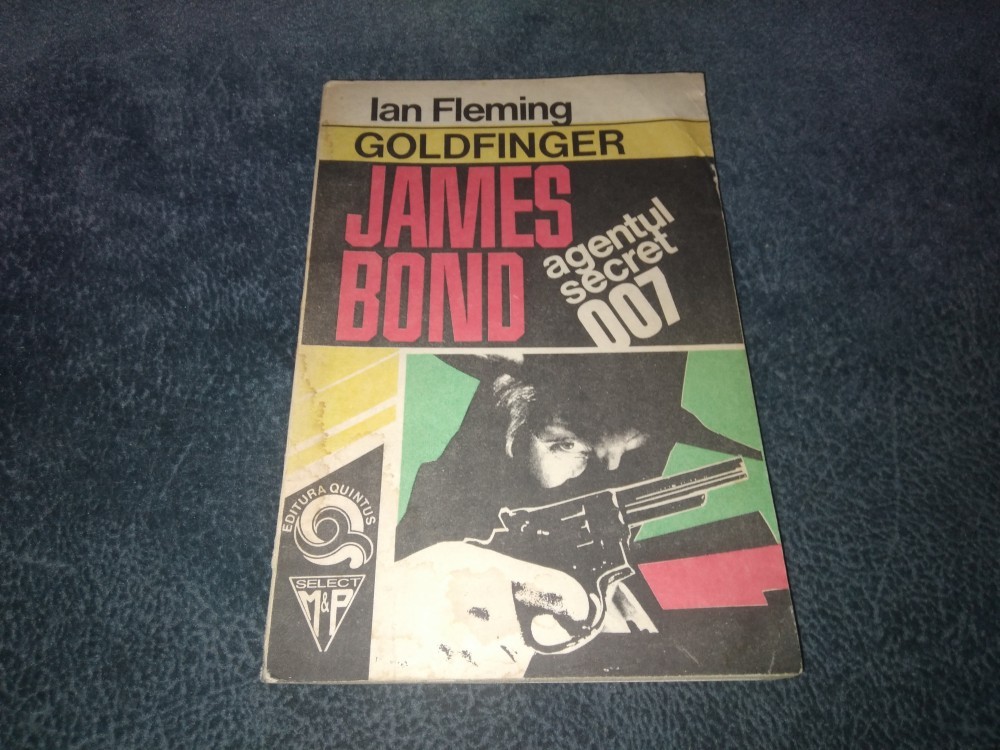 Ian Fleming
GOLDFINGER
JAMES
BOND
agentul
secret
007
EDITURA QUINTUS
SELECT
M&P